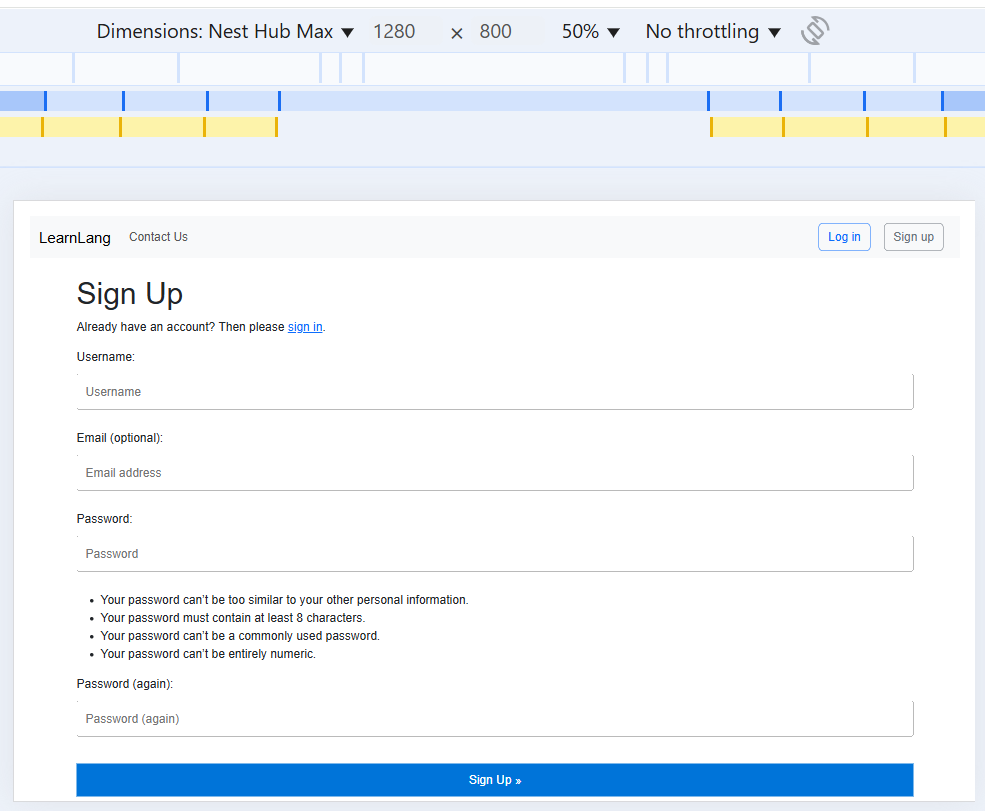 Dimensions: Nest Hub Max ▼ 1280 × 800 50% ▼ No throttling ▼
LearnLang Contact Us Log in Sign up
Sign Up
Already have an account? Then please sign in.
Username:
Username
Email (optional):
Email address
Password:
Password
• Your password can’t be too similar to your other personal information.
• Your password must contain at least 8 characters.
• Your password can’t be a commonly used password.
• Your password can’t be entirely numeric.
Password (again):
Password (again)
Sign Up »